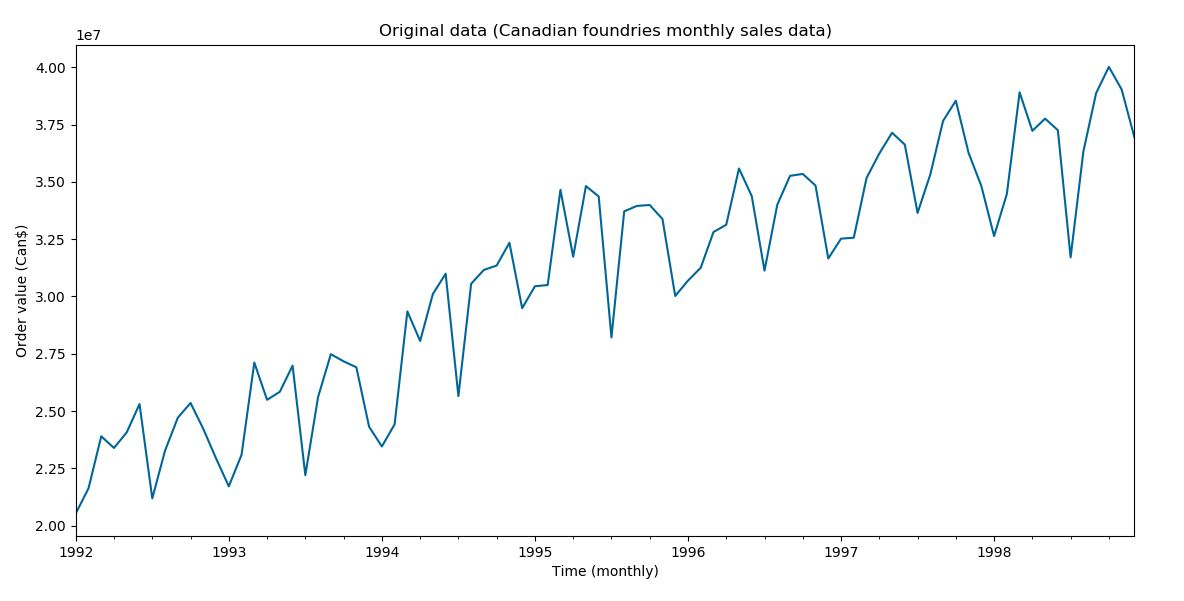 Original data (Canadian foundries monthly sales data)
1e7
4.00
3.75
3.50
3.25
3.00
2.75
2.50
2.25
2.00
Order value (Can$)
1992 1993 1994 1995 1996 1997 1998
Time (monthly)